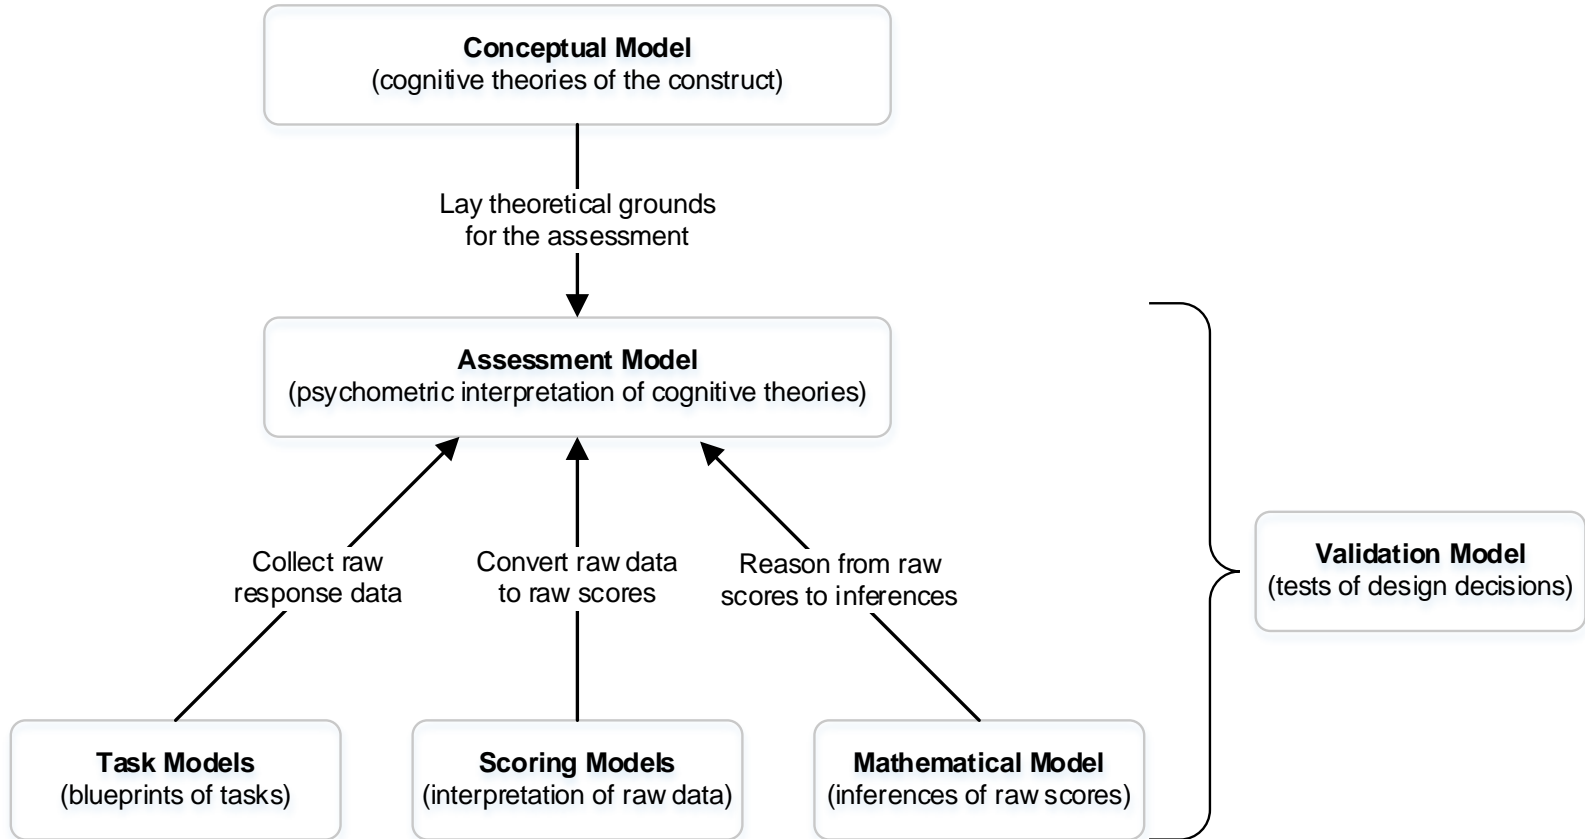 Conceptual Model
(cognitive theories of the construct)
Lay theoretical grounds
for the assessment
Assessment Model
(psychometric interpretation of cognitive theories)
Collect raw
response data
Convert raw data
to raw scores
Reason from raw
scores to inferences
Validation Model
(tests of design decisions)
Task Models
(blueprints of tasks)
Scoring Models
(interpretation of raw data)
Mathematical Model
(inferences of raw scores)